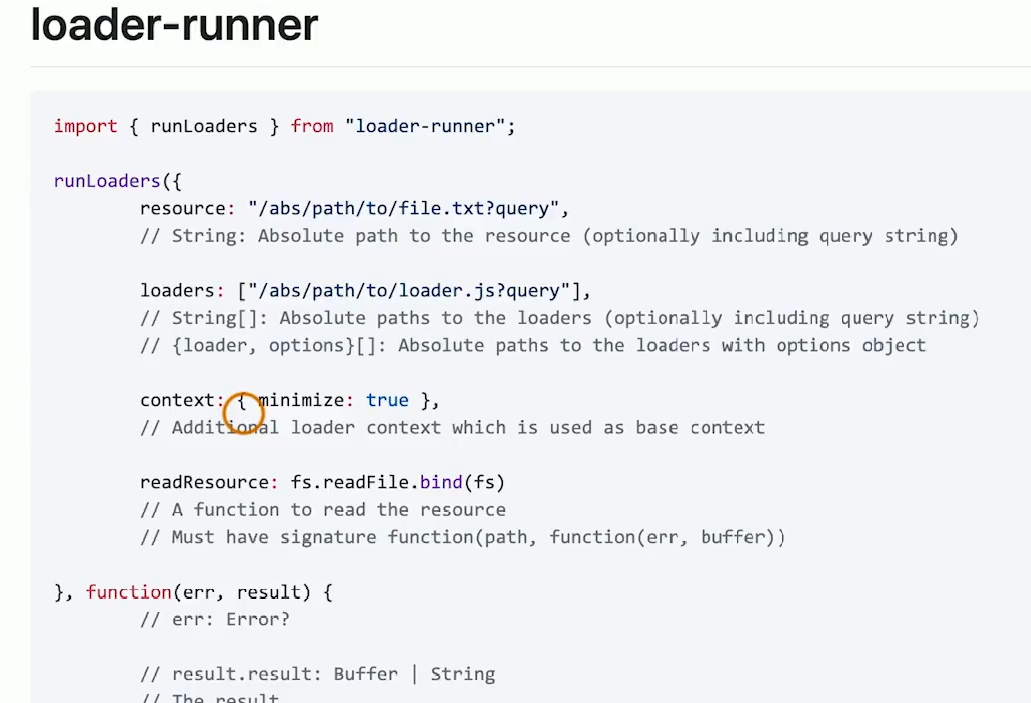 loader-runner
import { runLoaders } from "loader-runner";
runLoaders({
resource: "/abs/path/to/file.txt?query",
// String: Absolute path to the resource (optionally including query string)
loaders: ["/abs/path/to/loader.js?query"],
// String[]: Absolute paths to the loaders (optionally including query string)
// {loader, options}[]: Absolute paths to the loaders with options object
context: { minimize: true },
// Additional loader context which is used as base context
readResource: fs.readFile.bind(fs)
// A function to read the resource
// Must have signature function(path, function(err, buffer))
}, function(err, result) {
// err: Error?
// result.result: Buffer | String
// The result